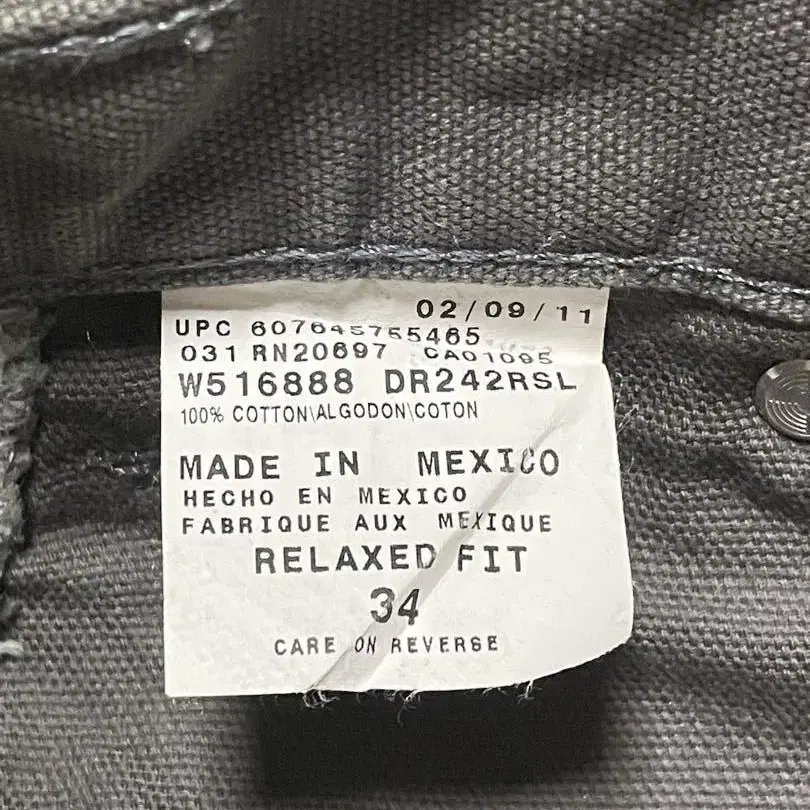 02/09/11
UPC 607645755465
031 RN20697 CA01095
W516888 DR242RSL
100% COTTON\ALGODON\COTON
MADE IN MEXICO
HECHO EN MEXICO
FABRIQUE AUX MEXIQUE
RELAXED FIT
34
CARE ON REVERSE